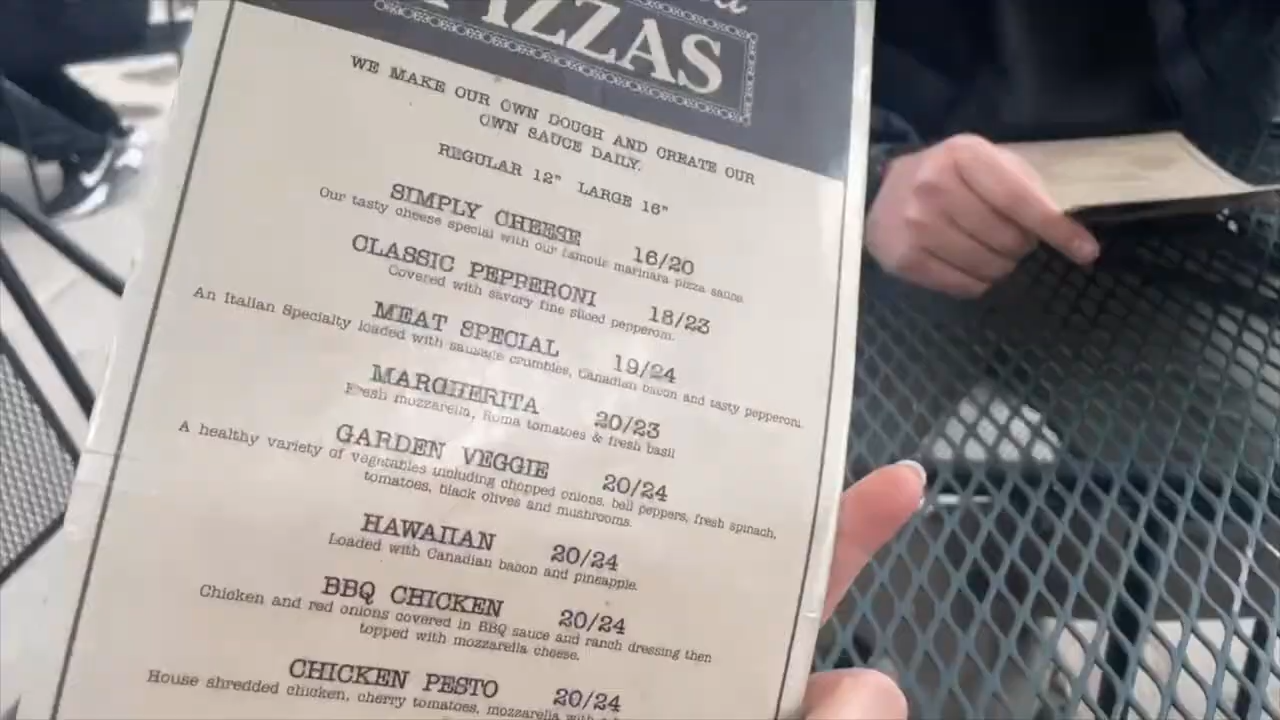 PIZZAS
WE MAKE OUR OWN DOUGH AND CREATE OUR
OWN SAUCE DAILY.
REGULAR 12" LARGE 16"
SIMPLY CHEESE 16/20
Our tasty cheese special with our famous marinara pizza sauce.
CLASSIC PEPPERONI 18/23
Covered with savory fine sliced pepperoni.
MEAT SPECIAL 19/24
An Italian Specialty loaded with sausage crumbles, Canadian bacon and tasty pepperoni.
MARGHERITA 20/23
Fresh mozzarella, Roma tomatoes & fresh basil
GARDEN VEGGIE 20/24
A healthy variety of vegetables including chopped onions, bell peppers, fresh spinach,
tomatoes, black olives and mushrooms.
HAWAIIAN 20/24
Loaded with Canadian bacon and pineapple.
BBQ CHICKEN 20/24
Chicken and red onions covered in BBQ sauce and ranch dressing then
topped with mozzarella cheese.
CHICKEN PESTO 20/24
House shredded chicken, cherry tomatoes, mozzarella with